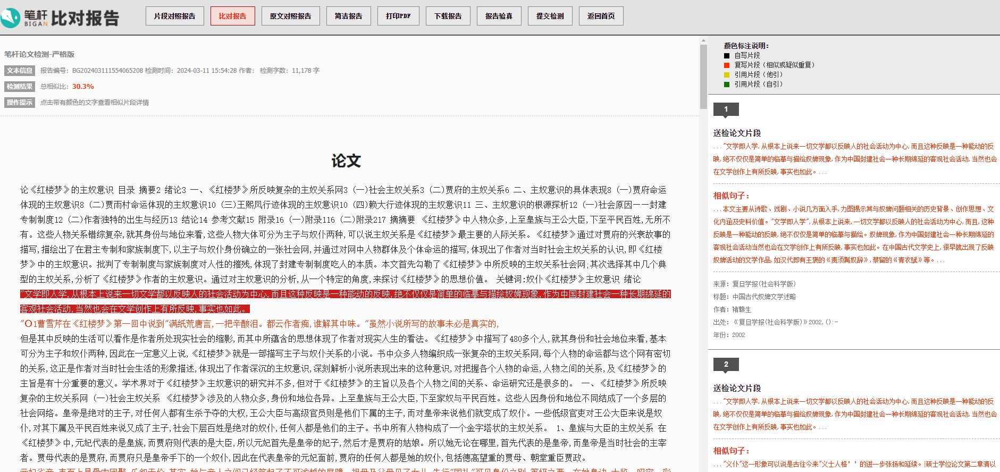 笔杆 BIGAN 比对报告
片段对照报告 比对报告 原文对照报告 简洁报告 打印PDF 下载报告 报告验真 提交检测 返回首页
笔杆论文检测-严格版
文本信息 报告编号：BG202403111554065208 检测时间：2024-03-11 15:54:28 作者： 检测字数：11,178 字
检测结果 总相似比：30.3%
操作提示 点击带有颜色的文字查看相似片段详情
论文
论《红楼梦》的主奴意识 目录 摘要2 绪论3 一、《红楼梦》所反映复杂的主奴关系网3 (一)社会主奴关系3 (二)贾府的主奴关系6 二、主奴意识的具体表现8 (一)贾府命运
体现的主奴意识8 (二)贾雨村命运体现的主奴意识10 (三)王熙凤行迹体现的主奴意识10 (四)赖大行迹体现的主奴意识11 三、主奴意识的根源探析12 (一)社会原因——封建
专制制度12 (二)作者独特的出生与经历13 结论14 参考文献15 附录16 (一)附录116 (二)附录217 摘摘要 《红楼梦》中人物众多,上至皇族与王公大臣,下至平民百姓,无所不
有。这些人物关系错综复杂,就其身份与地位来看,这些人物大体可分为主子与奴仆两种,可以说主奴关系是《红楼梦》最主要的人际关系。《红楼梦》通过对贾府的兴衰故事的
描写,描绘出了在君主专制和家族制度下,以主子与奴仆身份确立的一张社会网,并通过对网中人物群体及个体命运的描写,体现出了作者对当时社会主奴关系的认识,即《红楼
梦》中的主奴意识。批判了专制制度与家族制度对人性的摧残,体现了封建专制制度吃人的本质。本文首先勾勒了《红楼梦》中所反映的主奴关系社会网;其次选择其中几个典
型的主奴关系,分析了《红楼梦》作者的主奴意识。通过对主奴意识的分析,从一个特定的角度,来探讨《红楼梦》的思想价值。 关键词:奴仆《红楼梦》主奴意识 绪论
"文学即人学,从根本上说来一切文学都以反映人的社会活动为中心,而且这种反映是一种能动的反映,绝不仅仅是简单的临摹与描绘奴婢现象,作为中国封建社会一种长期绵延的
客观社会活动,当然也会在文学创作上有所反映,事实也如此。
"O1曹雪芹在《红楼梦》第一回中说到"满纸荒唐言,一把辛酸泪。都云作者痴,谁解其中味。"虽然小说所写的故事未必是真实的,
但是其中反映的生活可以看作是作者所处现实社会的缩影,而其中所蕴含的思想体现了作者对现实人生的看法。《红楼梦》中描写了480多个人,就其身份和社会地位来看,基本
可分为主子和奴仆两种,因此在一定意义上说,《红楼梦》就是一部描写主子与奴仆关系的小说。书中众多人物编织成一张复杂的主奴关系网,每个人物的命运都与这个网有密切
的关系,这正是作者对当时社会生活的形象描述,体现出了作者深沉的主奴意识,深刻解析小说所表现出来的这种意识,对把握各个人物的命运,人物之间的关系,及《红楼梦》的
主旨是有十分重要的意义。学术界对于《红楼梦》主奴意识的研究并不多,但对于《红楼梦》的主旨以及各个人物之间的关系、命运研究还是很多的。 一、《红楼梦》所反映
复杂的主奴关系网 (一)社会主奴关系 《红楼梦》涉及的人物众多,身份和地位各异。上至皇族与王公大臣,下至家奴与平民百姓。这些人因身份和地位不同结成了一个多层的
社会网络。皇帝是绝对的主子,对任何人都有生杀予夺的大权,王公大臣与高级官员则是他们下属的主子,而对皇帝来说他们就变成了奴仆。一些低级官吏对王公大臣来说是奴
仆,对其下属及平民百姓来说又成了主子,社会下层百姓是绝对的奴仆,任何人都是他们的主子。书中所有人物构成了一个金字塔状的主奴关系。 1、皇族与大臣的主奴关系 在
《红楼梦》中,元妃代表的是皇族,而贾府则代表的是大臣,所以元妃首先是皇帝的妃子,然后才是贾府的姑娘。所以她无论在哪里,首先代表的是皇帝,而皇帝是当时社会的主宰
者。贾母代表的是贾府,而贾府只是皇帝手下的一个奴仆,因此在代表皇帝的元妃面前,贾府的任何人都是她的奴仆,包括德高望重的贾母、朝堂重臣贾政。
颜色标注说明：
自写片段
复写片段（相似或疑似重复）
引用片段（他引）
引用片段（自引）
1
送检论文片段
..."文学即人学,从根本上说来一切文学都以反映人的社会活动为中心,而且这种反映是一种能动的反
映,绝不仅仅是简单的临摹与描绘奴婢现象,作为中国封建社会一种长期绵延的客观社会活动,当然也会
在文学创作上有所反映,事实也如此。...
相似句子：
...本文主要从诗歌、戏剧、小说几方面入手,力图揭示其与奴婢问题相关的历史背景、创作思想、文
化内涵及史料价值。"文学即人学",从根本上说来,一切文学都以反映人的社会活动为中心,而且,这种
反映是一种能动的反映,绝不仅仅是简单的临摹与描绘。奴婢现象,作为中国封建社会一种长期绵延的
客观社会活动当然也会在文学创作上有所反映,事实也如此。在中国古代文学史上,很早就出现了反映
奴婢活动的文学作品,如汉代即有王褒的《责须髯奴辞》,蔡留的《青衣赋》等。...
来源：复旦学报(社会科学版)
标题：中国古代奴婢文学述略
作者：褚赣生
出处：《复旦学报(社会科学版)》2002,():-
年份：2002
2
送检论文片段
..."文学即人学,从根本上说来一切文学都以反映人的社会活动为中心,而且这种反映是一种能动的反
映,绝不仅仅是简单的临摹与描绘奴婢现象,作为中国封建社会一种长期绵延的客观社会活动,当然也会
在文学创作上有所反映,事实也如此。...
相似句子：
..."义仆"这一形象可以说是古往今来"义士人格’’的进一步张扬和延续。硕士学位论文第二章清以